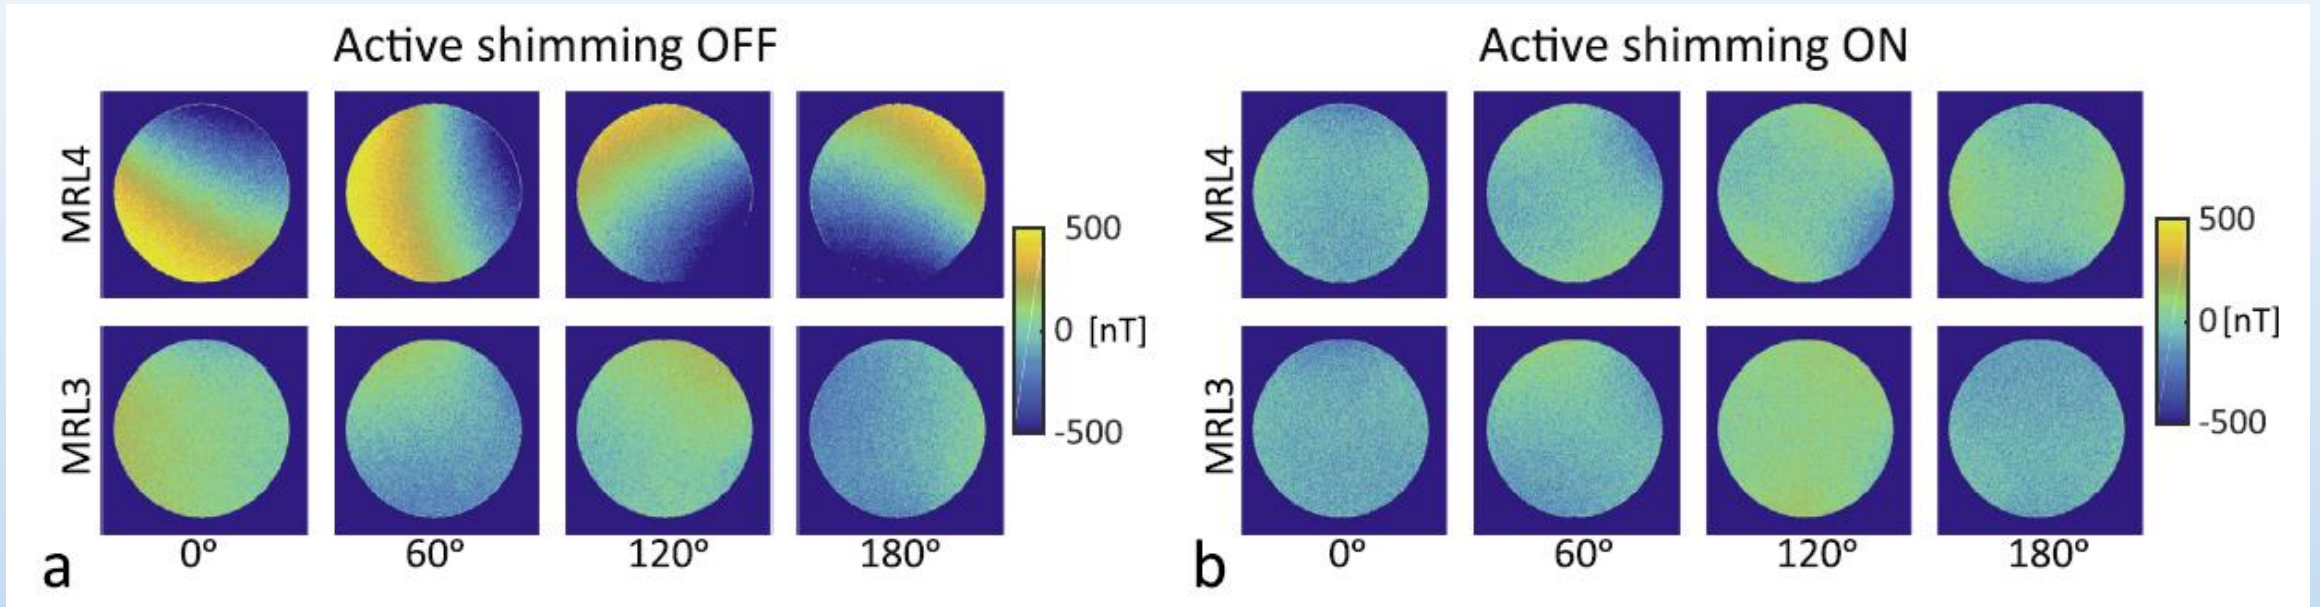 Active shimming OFF
MRL4
500
0 [nT]
-500
MRL3
0º
60º
120º
180º
a
Active shimming ON
MRL4
500
0 [nT]
-500
MRL3
0º
60º
120º
180º
b